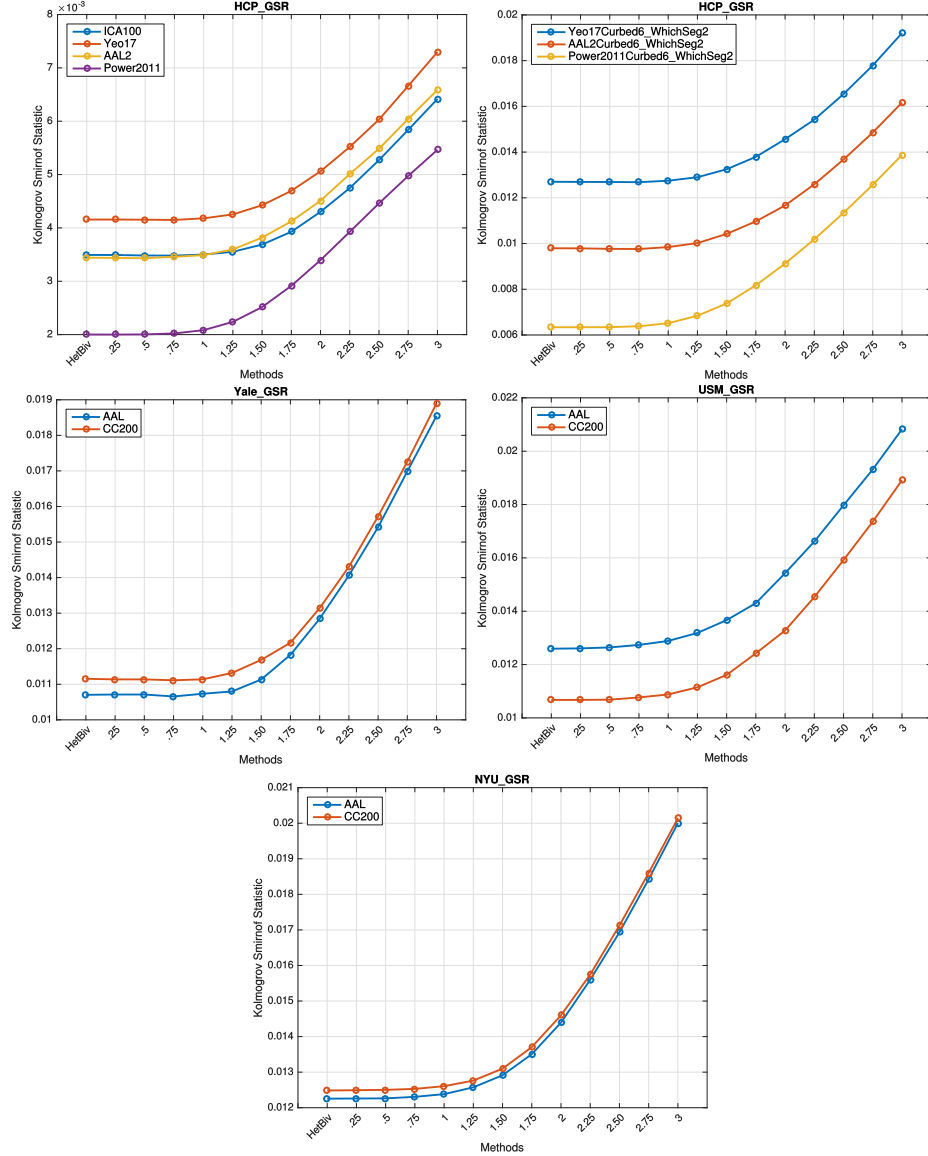 HCP_GSR
×10⁻³
ICA100
Yeo17
AAL2
Power2011
8
7
6
5
4
3
2
Kolmogrov Smirnof Statistic
HetBiv .25 .5 .75 1 1.25 1.50 1.75 2 2.25 2.50 2.75 3
Methods
HCP_GSR
Yeo17Curbed6_WhichSeg2
AAL2Curbed6_WhichSeg2
Power2011Curbed6_WhichSeg2
0.02
0.018
0.016
0.014
0.012
0.01
0.008
0.006
Kolmogrov Smirnof Statistic
HetBiv .25 .5 .75 1 1.25 1.50 1.75 2 2.25 2.50 2.75 3
Methods
Yale_GSR
AAL
CC200
0.019
0.018
0.017
0.016
0.015
0.014
0.013
0.012
0.011
0.01
Kolmogrov Smirnof Statistic
HetBiv .25 .5 .75 1 1.25 1.50 1.75 2 2.25 2.50 2.75 3
Methods
USM_GSR
AAL
CC200
0.022
0.02
0.018
0.016
0.014
0.012
0.01
Kolmogrov Smirnof Statistic
HetBiv .25 .5 .75 1 1.25 1.50 1.75 2 2.25 2.50 2.75 3
Methods
NYU_GSR
AAL
CC200
0.021
0.02
0.019
0.018
0.017
0.016
0.015
0.014
0.013
0.012
Kolmogrov Smirnof Statistic
HetBiv .25 .5 .75 1 1.25 1.50 1.75 2 2.25 2.50 2.75 3
Methods